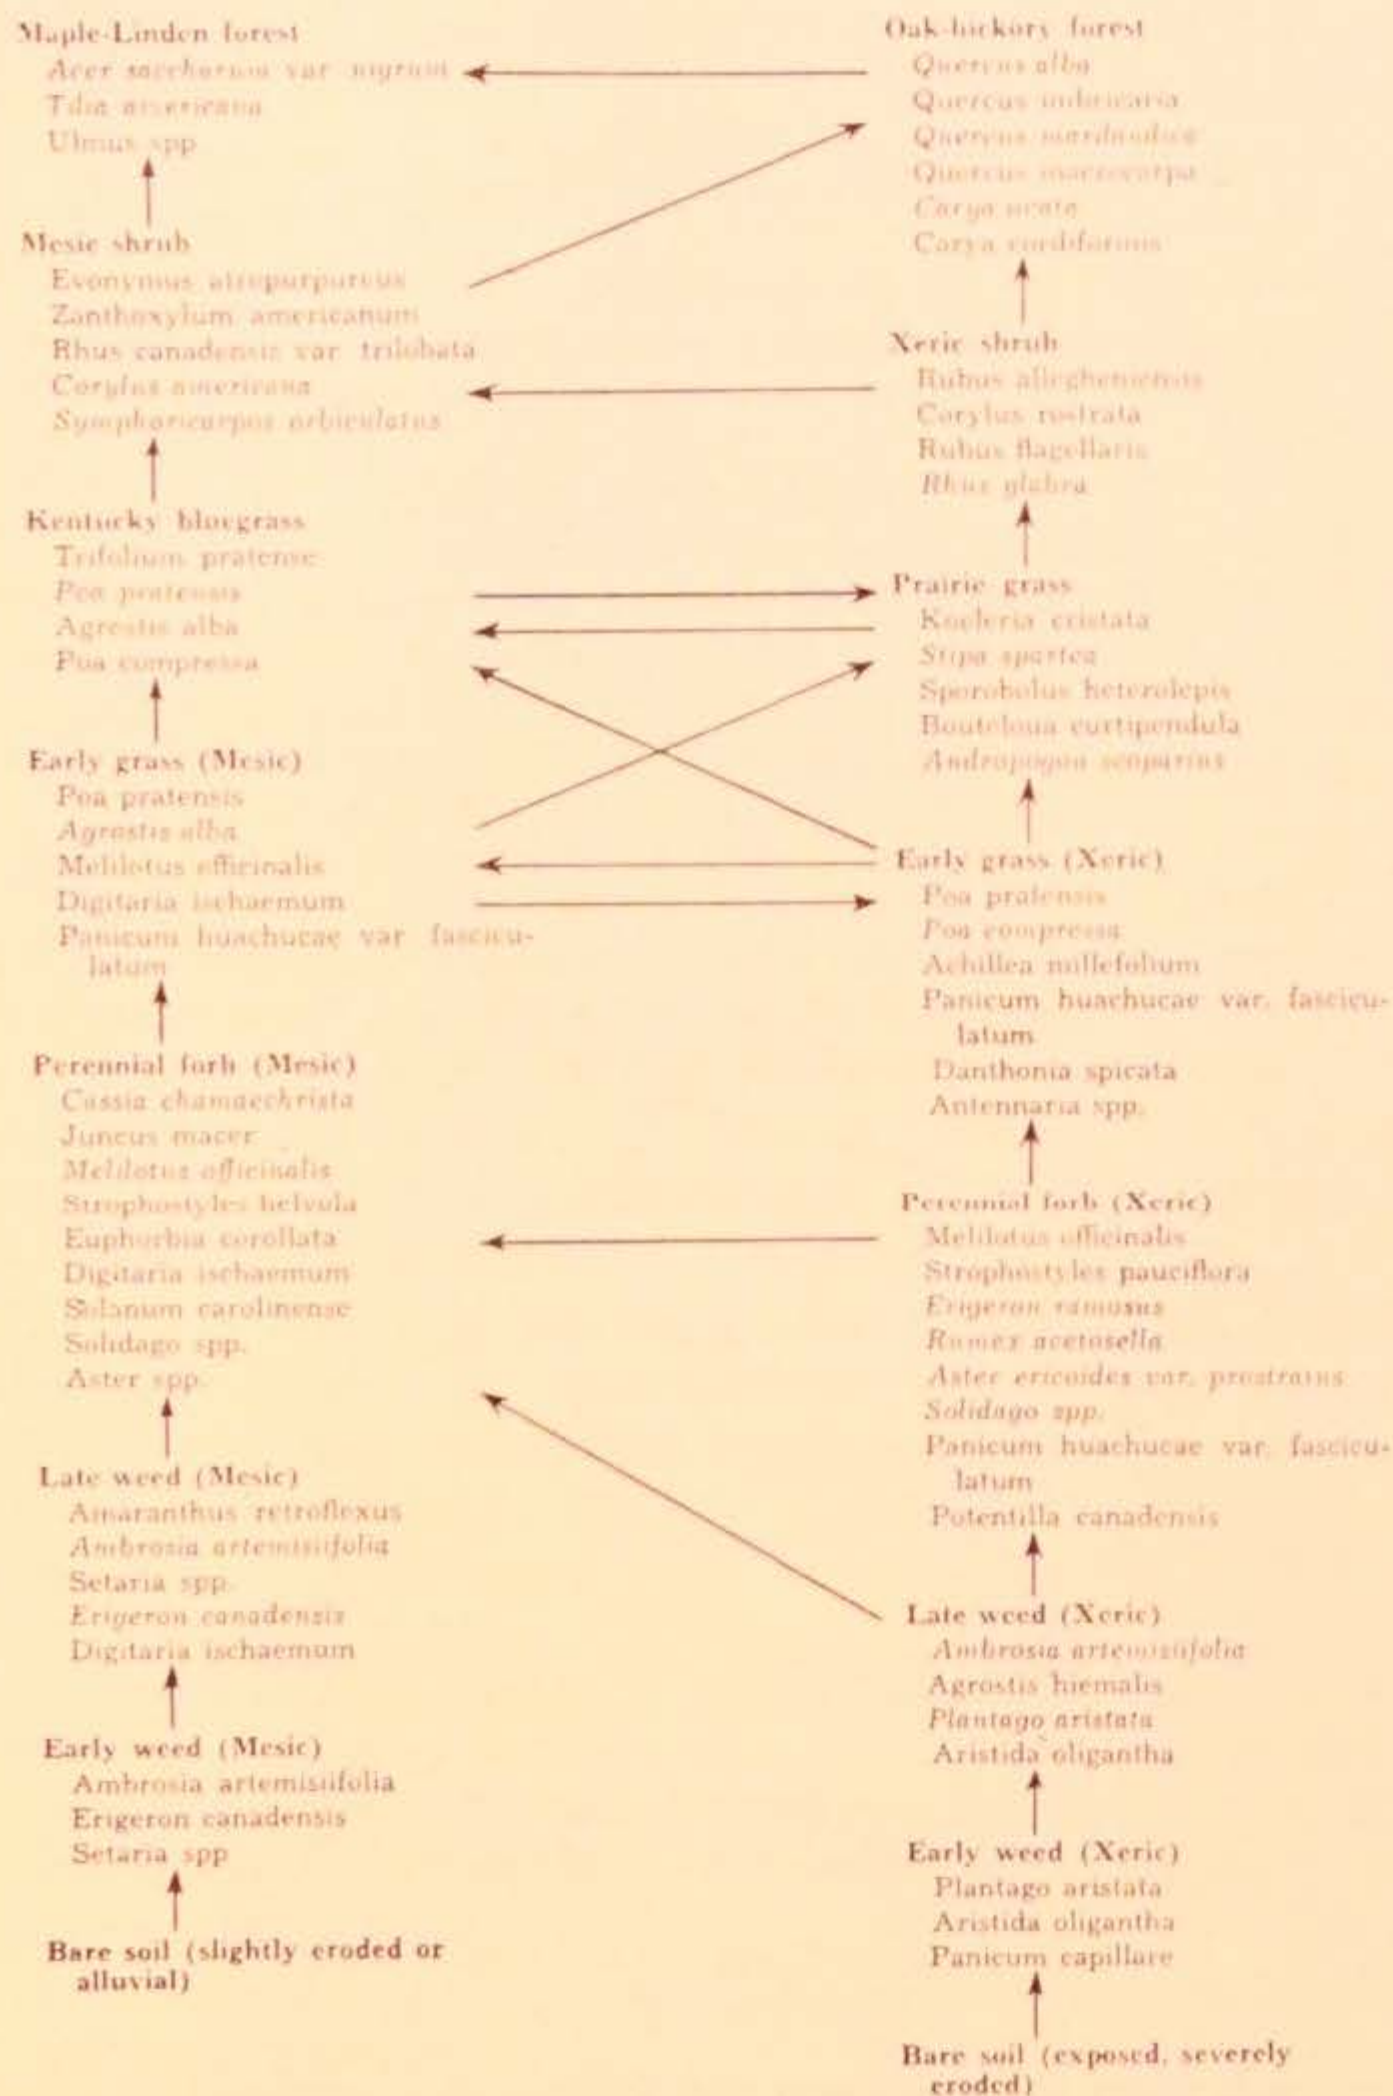 Maple-Linden forest
Acer saccharum var nigrum
Tilia americana
Ulmus spp
Mesic shrub
Evonymus atropurpureus
Zanthoxylum americanum
Rhus canadensis var trilobata
Corylus americana
Symphoricarpos orbiculatus
Kentucky bluegrass
Trifolium pratense
Poa pratensis
Agrostis alba
Poa compressa
Early grass (Mesic)
Poa pratensis
Agrostis alba
Melilotus officinalis
Digitaria ischaemum
Panicum huachucae var fascicu-
latum
Perennial forb (Mesic)
Cassia chamaechrista
Juncus macer
Melilotus officinalis
Strophostyles helvula
Euphorbia corollata
Digitaria ischaemum
Solanum carolinense
Solidago spp.
Aster spp.
Late weed (Mesic)
Amaranthus retroflexus
Ambrosia artemisiifolia
Setaria spp.
Erigeron canadensis
Digitaria ischaemum
Early weed (Mesic)
Ambrosia artemisiifolia
Erigeron canadensis
Setaria spp
Bare soil (slightly eroded or
alluvial)
Oak-hickory forest
Quercus alba
Quercus imbricaria
Quercus marilandica
Quercus macrocarpa
Carya ovata
Carya cordiformis
Xeric shrub
Rubus allegheniensis
Corylus rostrata
Rubus flagellaris
Rhus glabra
Prairie grass
Koeleria cristata
Stipa spartea
Sporobolus heterolepis
Bouteloua curtipendula
Andropogon scoparius
Early grass (Xeric)
Poa pratensis
Poa compressa
Achillea millefolium
Panicum huachucae var. fascicu-
latum
Danthonia spicata
Antennaria spp.
Perennial forb (Xeric)
Melilotus officinalis
Strophostyles pauciflora
Erigeron ramosus
Rumex acetosella
Aster ericoides var. prostratus
Solidago spp.
Panicum huachucae var. fascicu-
latum
Potentilla canadensis
Late weed (Xeric)
Ambrosia artemisiifolia
Agrostis hiemalis
Plantago aristata
Aristida oligantha
Early weed (Xeric)
Plantago aristata
Aristida oligantha
Panicum capillare
Bare soil (exposed, severely
eroded)